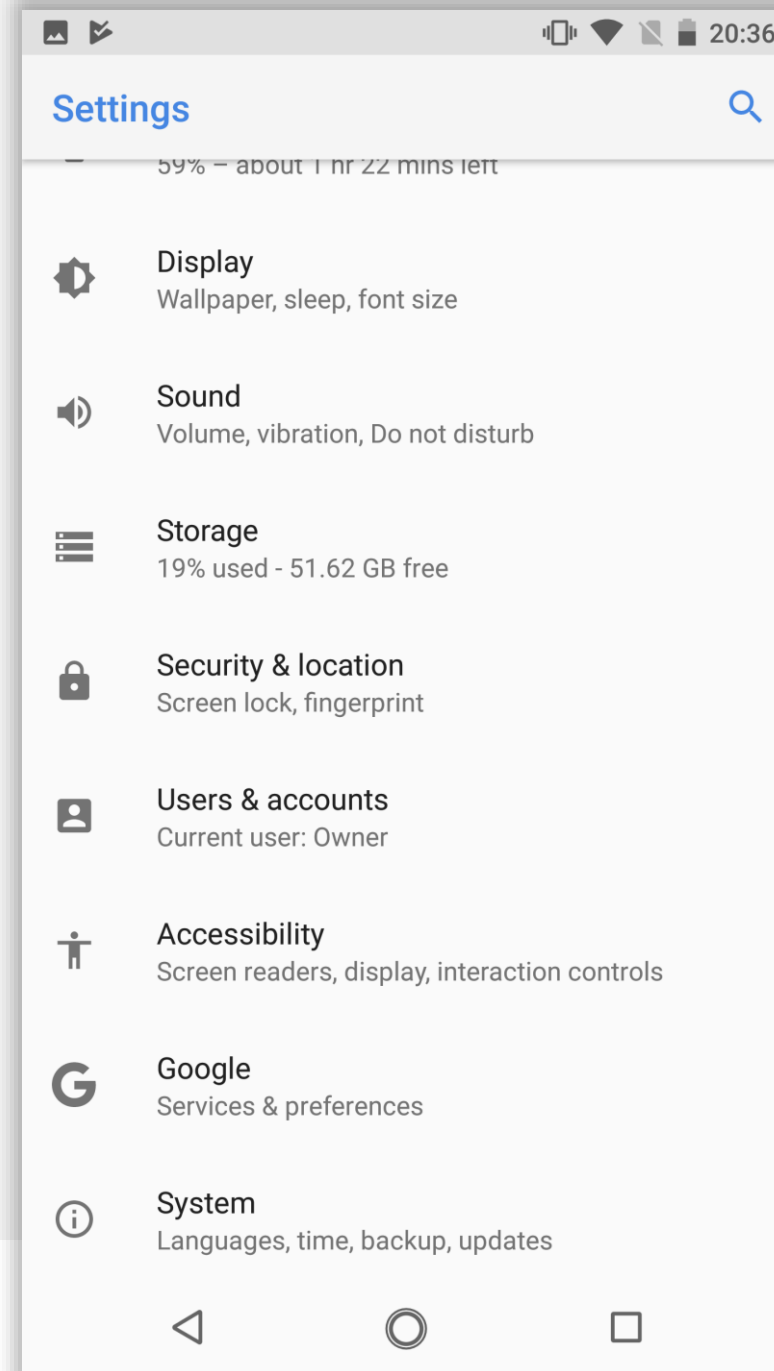 20:36
Settings
59% – about 1 hr 22 mins left
Display
Wallpaper, sleep, font size
Sound
Volume, vibration, Do not disturb
Storage
19% used - 51.62 GB free
Security & location
Screen lock, fingerprint
Users & accounts
Current user: Owner
Accessibility
Screen readers, display, interaction controls
Google
Services & preferences
System
Languages, time, backup, updates